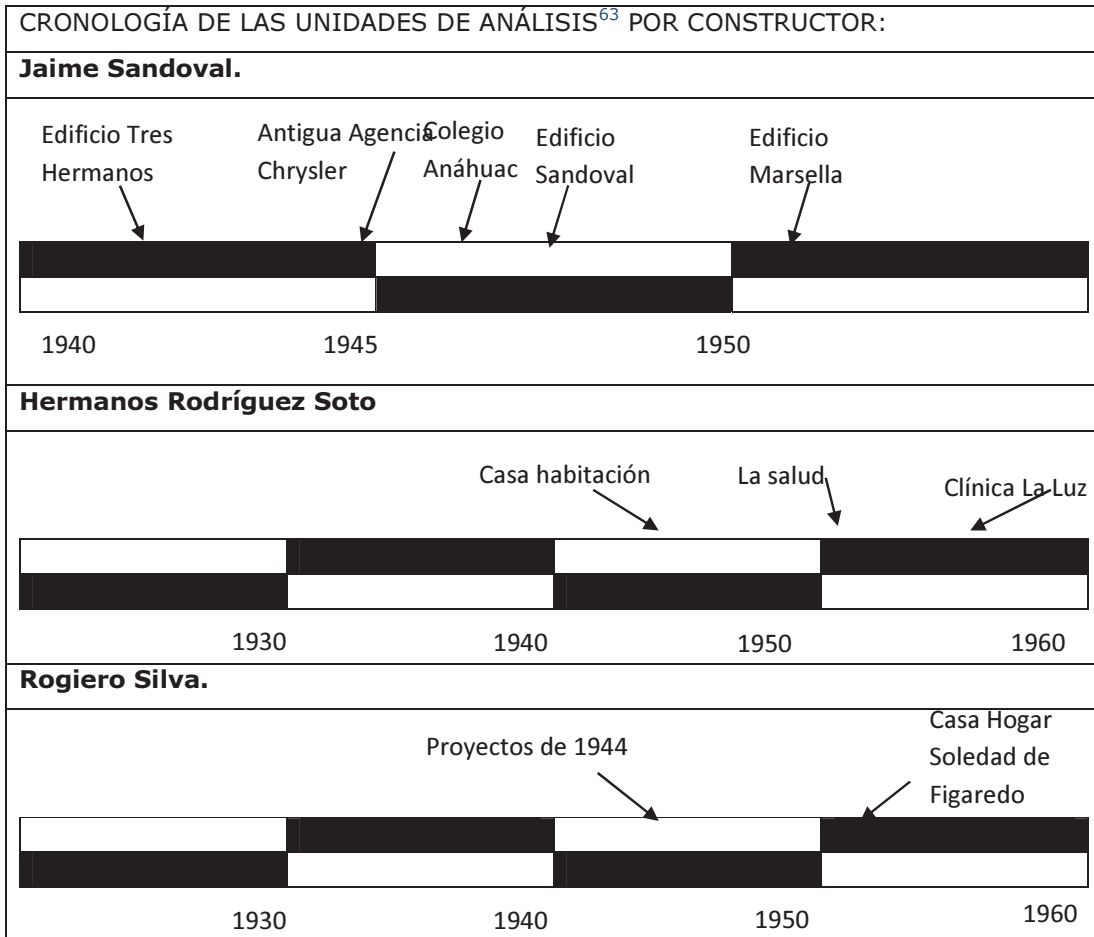 CRONOLOGÍA DE LAS UNIDADES DE ANÁLISIS63 POR CONSTRUCTOR:
Jaime Sandoval.
Edificio Tres
Hermanos
Antigua Agencia
Chrysler
Colegio
Anáhuac
Edificio
Sandoval
Edificio
Marsella
1940 1945 1950
Hermanos Rodríguez Soto
Casa habitación
La salud
Clínica La Luz
1930 1940 1950 1960
Rogiero Silva.
Proyectos de 1944
Casa Hogar
Soledad de
Figaredo
1930 1940 1950 1960